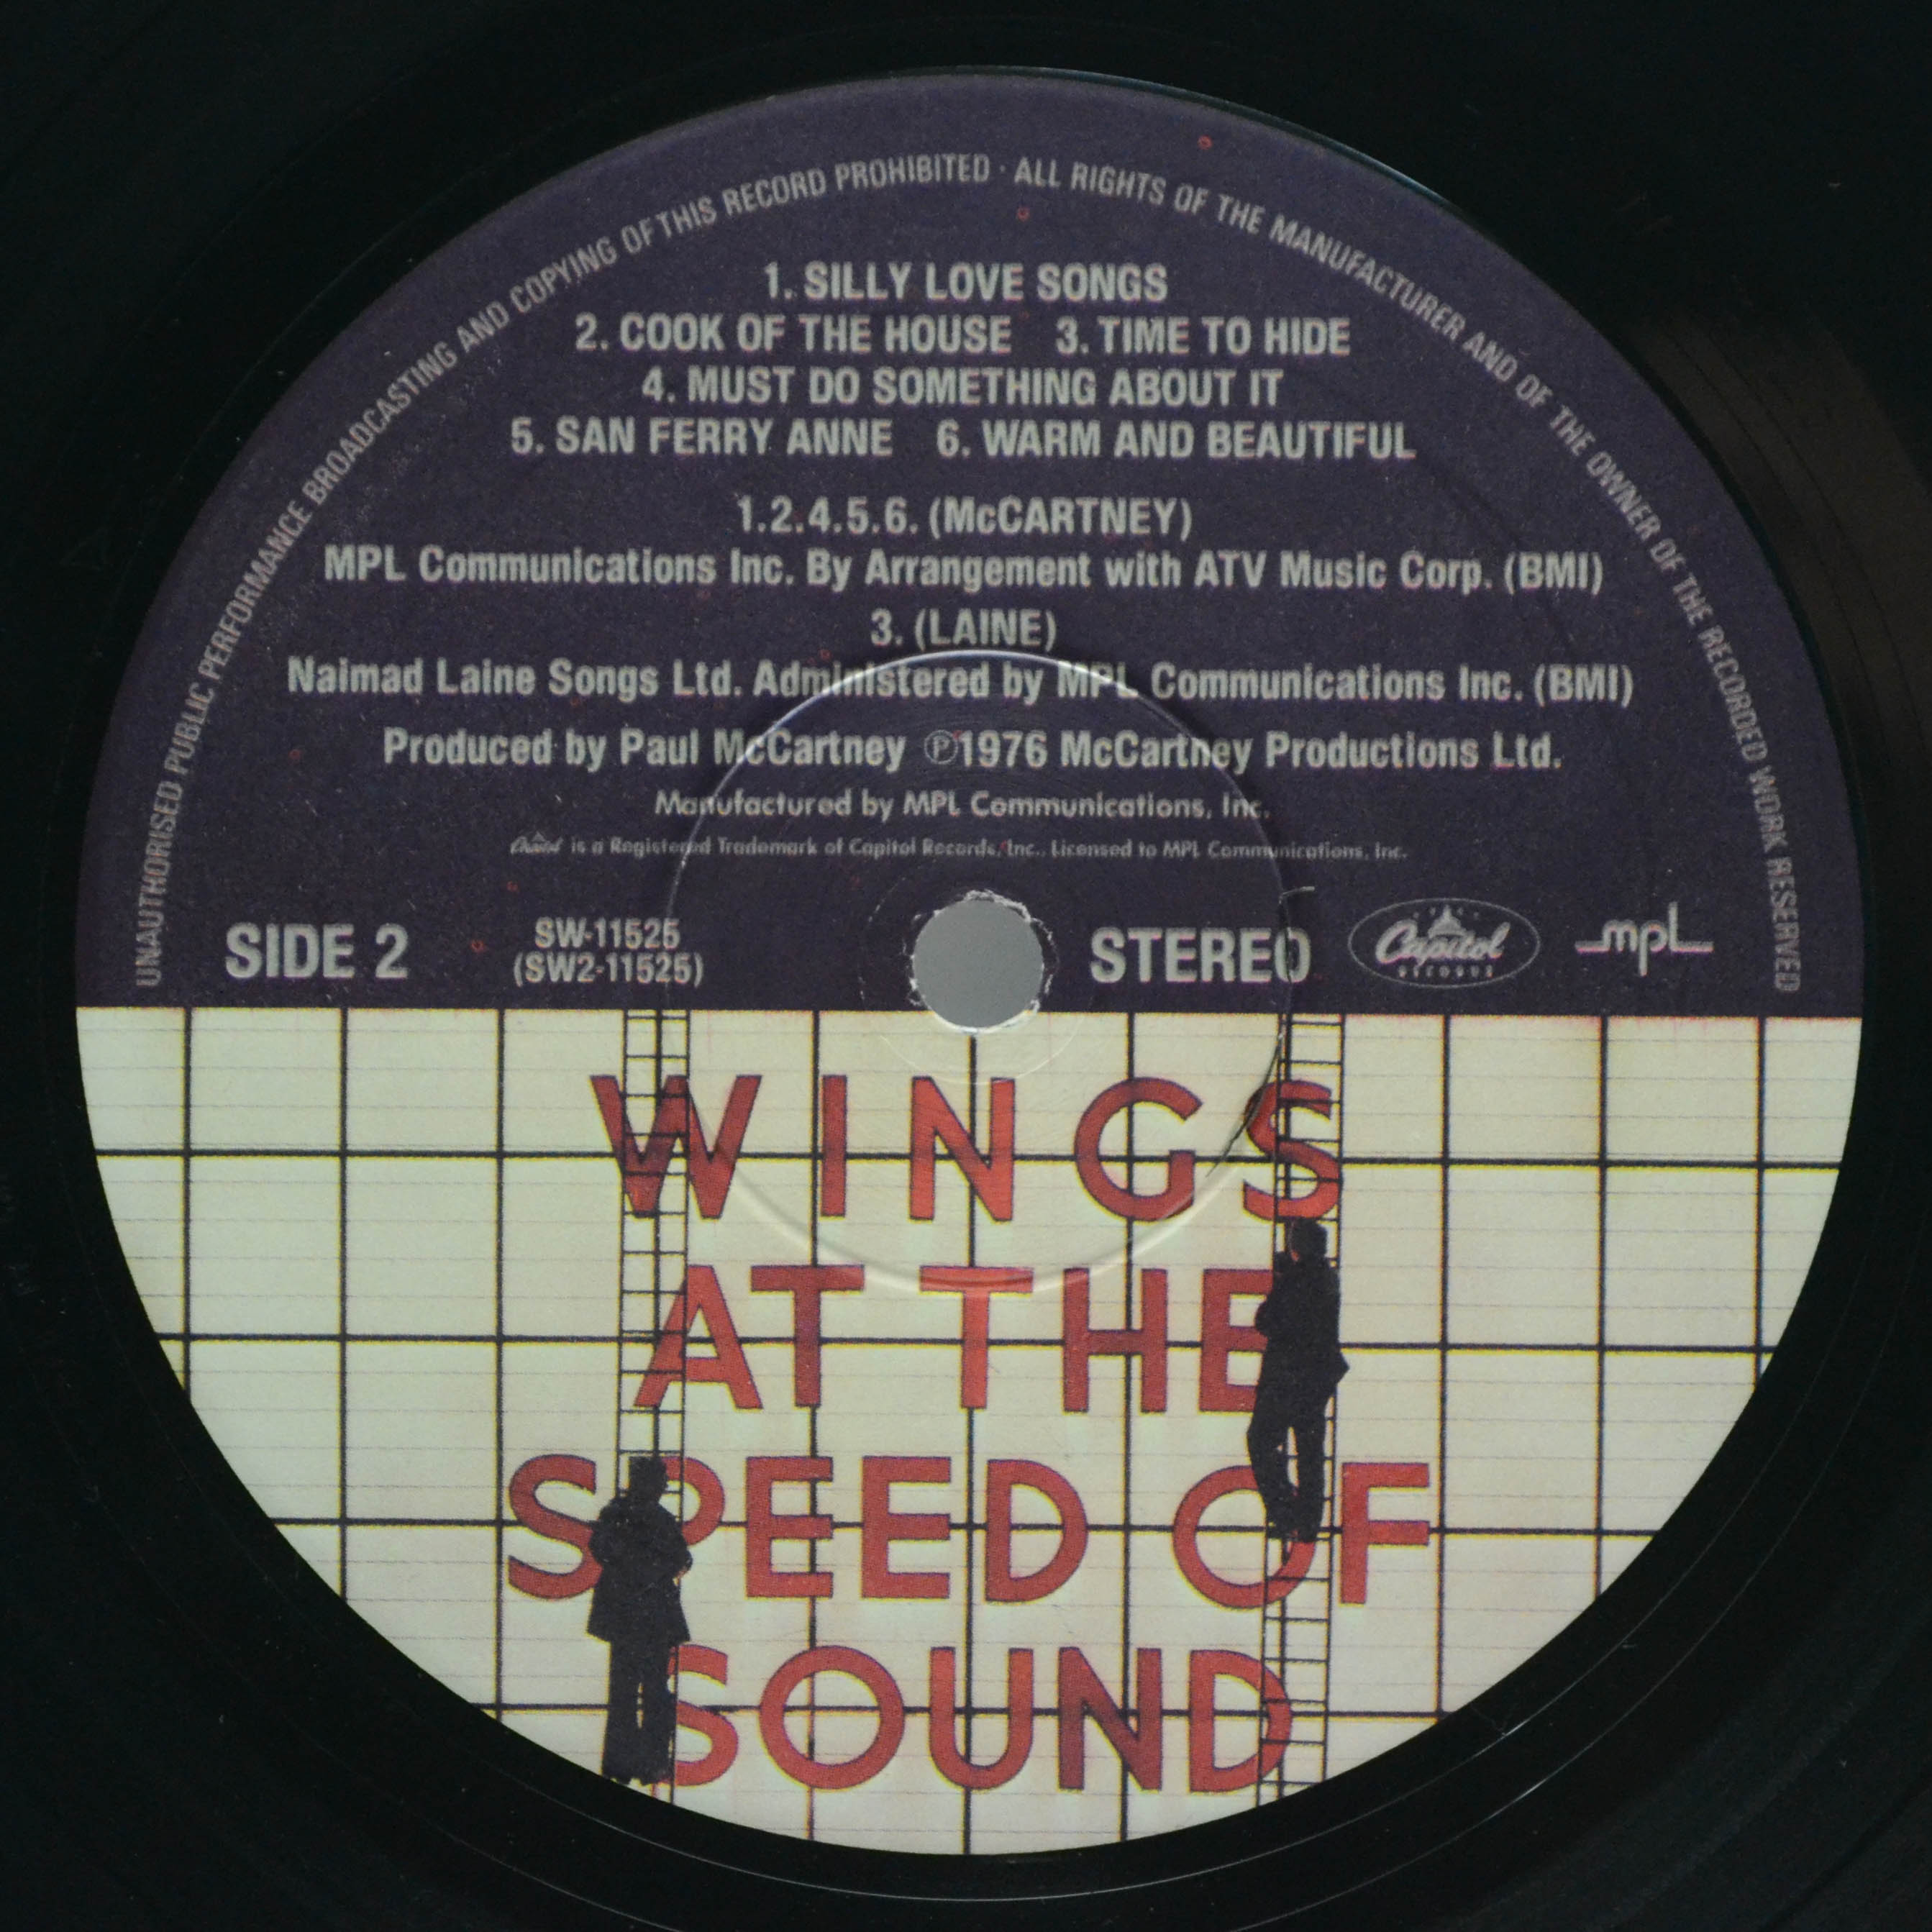 UNAUTHORISED PUBLIC PERFORMANCE BROADCASTING AND COPYING OF THIS RECORD PROHIBITED · ALL RIGHTS OF THE MANUFACTURER AND OF THE OWNER OF THE RECORDED WORK RESERVED
1. SILLY LOVE SONGS
2. COOK OF THE HOUSE 3. TIME TO HIDE
4. MUST DO SOMETHING ABOUT IT
5. SAN FERRY ANNE 6. WARM AND BEAUTIFUL
1.2.4.5.6. (McCARTNEY)
MPL Communications Inc. By Arrangement with ATV Music Corp. (BMI)
3. (LAINE)
Naimad Laine Songs Ltd. Administered by MPL Communications Inc. (BMI)
Produced by Paul McCartney ℗1976 McCartney Productions Ltd.
Manufactured by MPL Communications, Inc.
Capitol is a Registered Trademark of Capitol Records, Inc., Licensed to MPL Communications, Inc.
SIDE 2 SW-11525 STEREO Capitol mpl
(SW2-11525) RECORDS
WINGS
AT THE
SPEED OF
SOUND